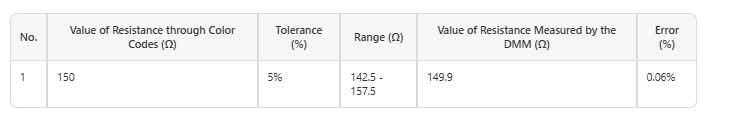 No.
Value of Resistance through Color
Codes (Ω)
Tolerance
(%)
Range (Ω)
Value of Resistance Measured by the
DMM (Ω)
Error
(%)
1
150
5%
142.5 -
157.5
149.9
0.06%